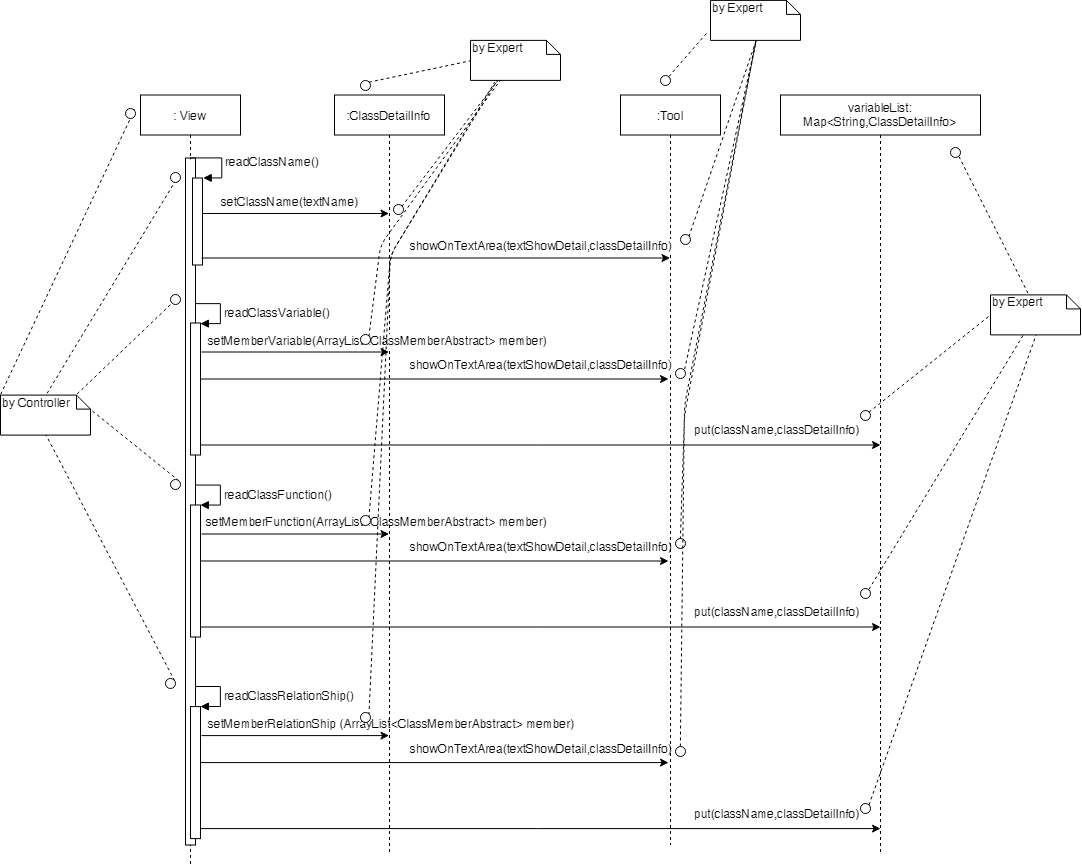 by Expert
by Expert
: View
:ClassDetailInfo
:Tool
variableList:
Map<String,ClassDetailInfo>
readClassName()
setClassName(textName)
showOnTextArea(textShowDetail,classDetailInfo)
by Expert
readClassVariable()
setMemberVariable(ArrayList<ClassMemberAbstract> member)
showOnTextArea(textShowDetail,classDetailInfo)
by Controller
put(className,classDetailInfo)
readClassFunction()
setMemberFunction(ArrayList<ClassMemberAbstract> member)
showOnTextArea(textShowDetail,classDetailInfo)
put(className,classDetailInfo)
readClassRelationShip()
setMemberRelationShip (ArrayList<ClassMemberAbstract> member)
showOnTextArea(textShowDetail,classDetailInfo)
put(className,classDetailInfo)